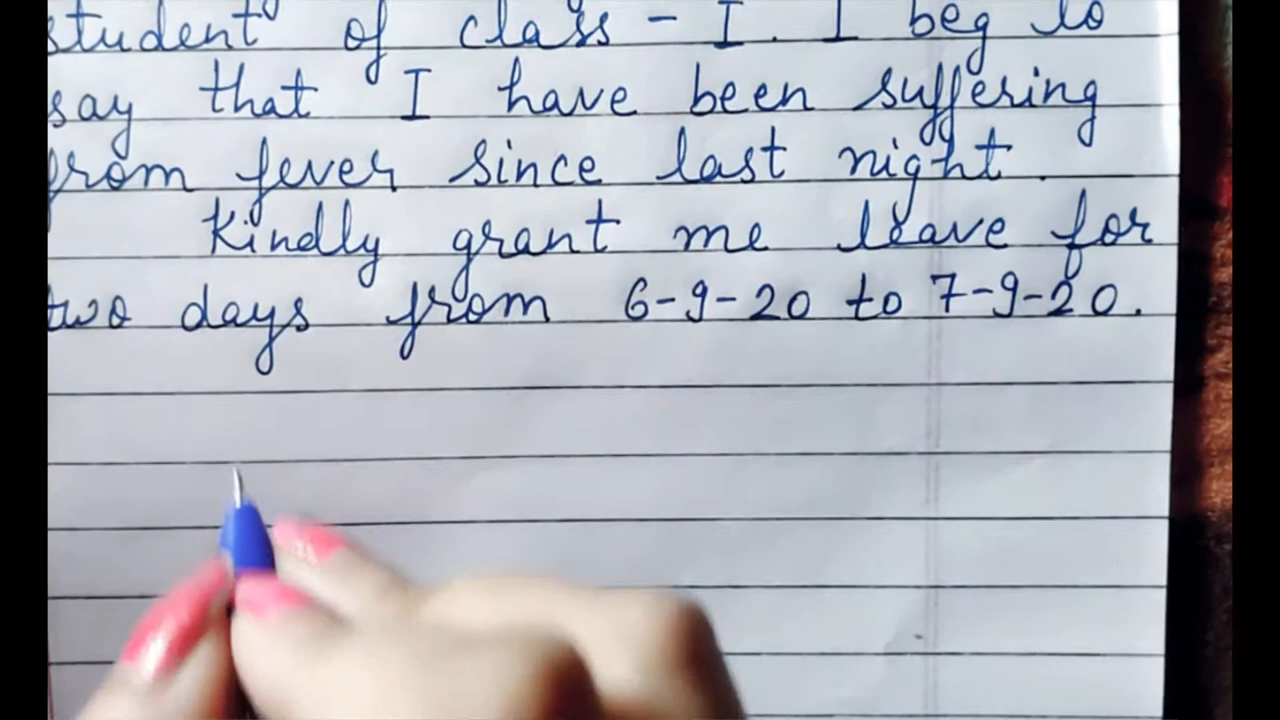 student of class - I. I beg to
say that I have been suffering
from fever since last night.
Kindly grant me leave for
two days from 6-9-20 to 7-9-20.